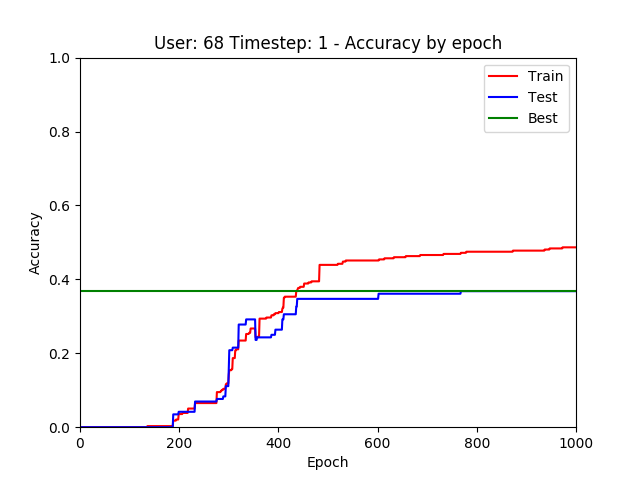 User: 68 Timestep: 1 - Accuracy by epoch
1.0
0.8
0.6
0.4
0.2
0.0
Accuracy
Train
Test
Best
0 200 400 600 800 1000
Epoch